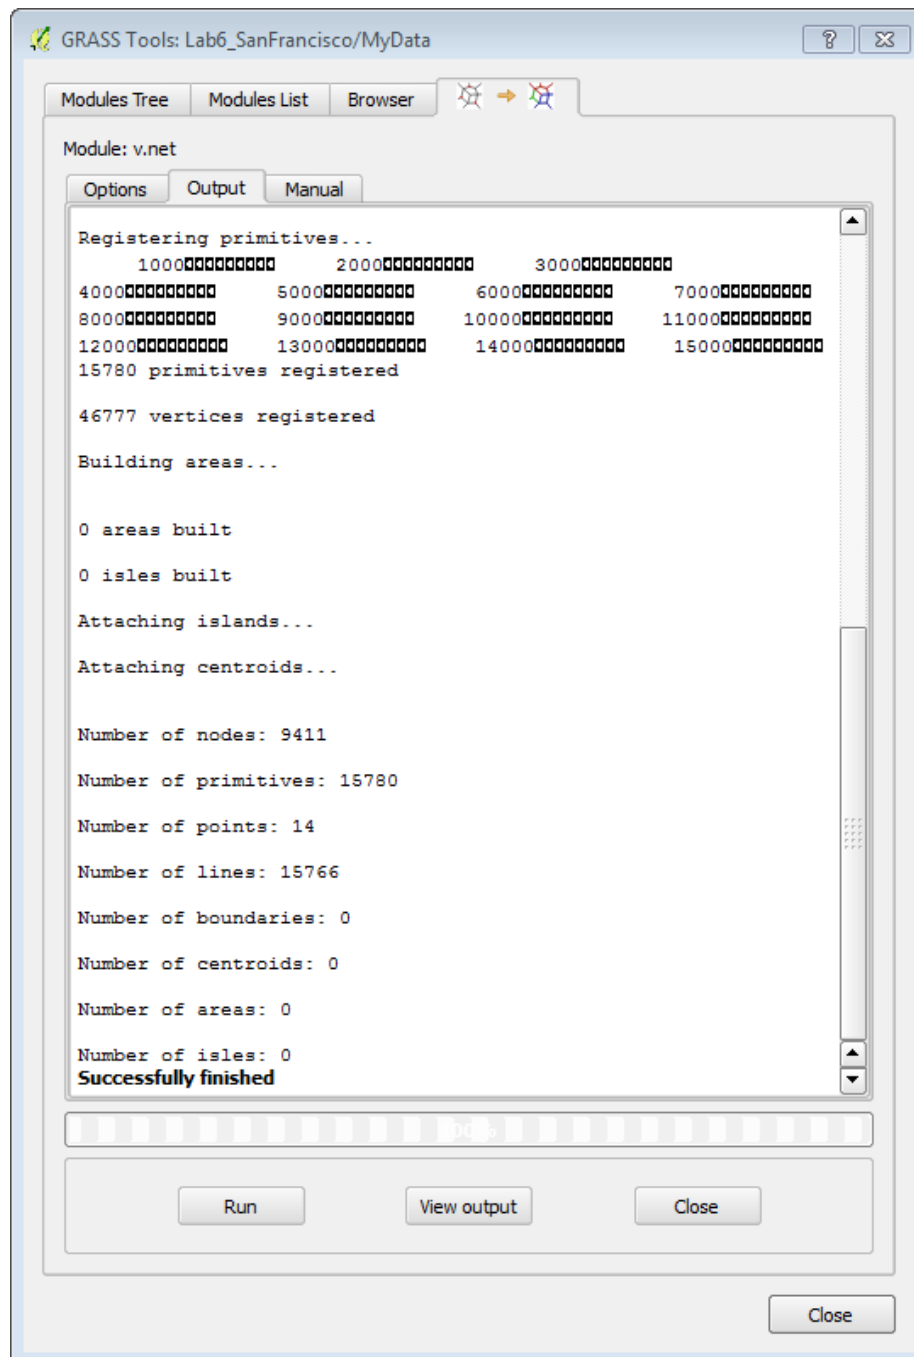 GRASS Tools: Lab6_SanFrancisco/MyData
Modules Tree Modules List Browser
Module: v.net
Options Output Manual
Registering primitives...
1000 2000 3000
4000 5000 6000 7000
8000 9000 10000 11000
12000 13000 14000 15000
15780 primitives registered
46777 vertices registered
Building areas...
0 areas built
0 isles built
Attaching islands...
Attaching centroids...
Number of nodes: 9411
Number of primitives: 15780
Number of points: 14
Number of lines: 15766
Number of boundaries: 0
Number of centroids: 0
Number of areas: 0
Number of isles: 0
Successfully finished
Run View output Close
Close